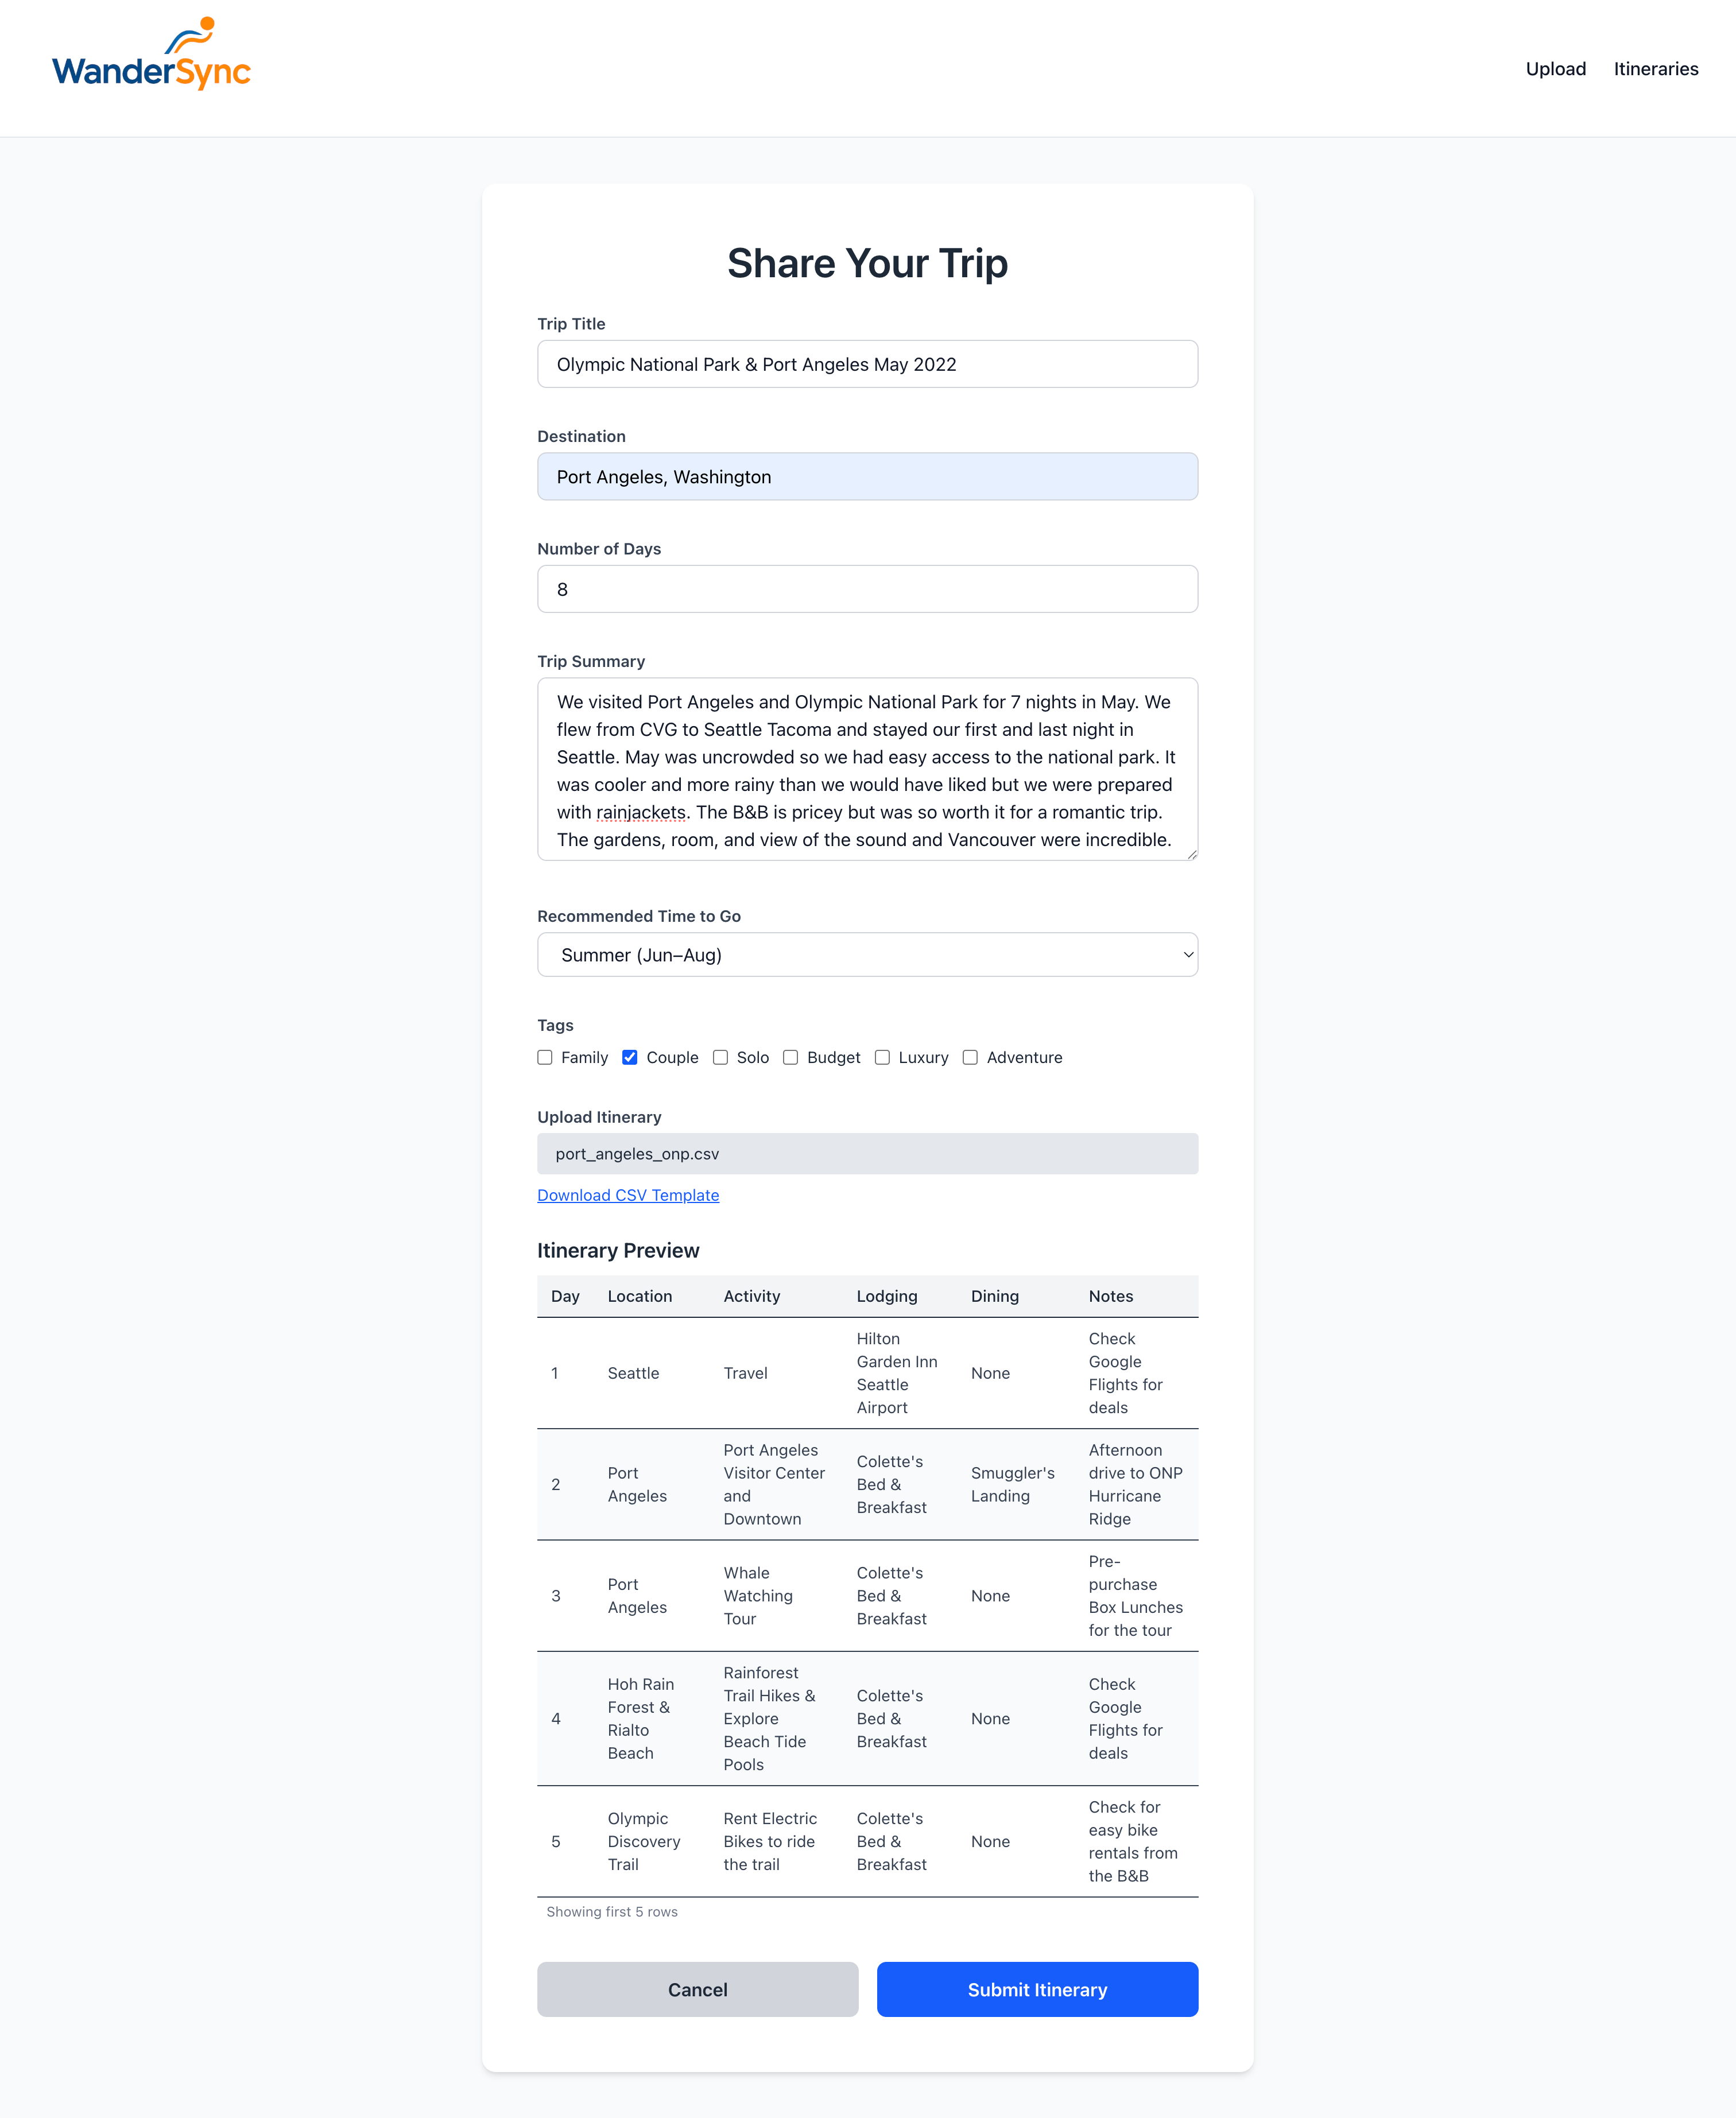 WanderSync
Upload Itineraries
Share Your Trip
Trip Title
Olympic National Park & Port Angeles May 2022
Destination
Port Angeles, Washington
Number of Days
8
Trip Summary
We visited Port Angeles and Olympic National Park for 7 nights in May. We
flew from CVG to Seattle Tacoma and stayed our first and last night in
Seattle. May was uncrowded so we had easy access to the national park. It
was cooler and more rainy than we would have liked but we were prepared
with rainjackets. The B&B is pricey but was so worth it for a romantic trip.
The gardens, room, and view of the sound and Vancouver were incredible.
Recommended Time to Go
Summer (Jun–Aug)
Tags
Family Couple Solo Budget Luxury Adventure
Upload Itinerary
port_angeles_onp.csv
Download CSV Template
Itinerary Preview
Day Location Activity Lodging Dining Notes
1
Seattle
Travel
Hilton
Garden Inn
Seattle
Airport
None
Check
Google
Flights for
deals
2
Port
Angeles
Port Angeles
Visitor Center
and
Downtown
Colette's
Bed &
Breakfast
Smuggler's
Landing
Afternoon
drive to ONP
Hurricane
Ridge
3
Port
Angeles
Whale
Watching
Tour
Colette's
Bed &
Breakfast
None
Pre-
purchase
Box Lunches
for the tour
4
Hoh Rain
Forest &
Rialto
Beach
Rainforest
Trail Hikes &
Explore
Beach Tide
Pools
Colette's
Bed &
Breakfast
None
Check
Google
Flights for
deals
5
Olympic
Discovery
Trail
Rent Electric
Bikes to ride
the trail
Colette's
Bed &
Breakfast
None
Check for
easy bike
rentals from
the B&B
Showing first 5 rows
Cancel Submit Itinerary